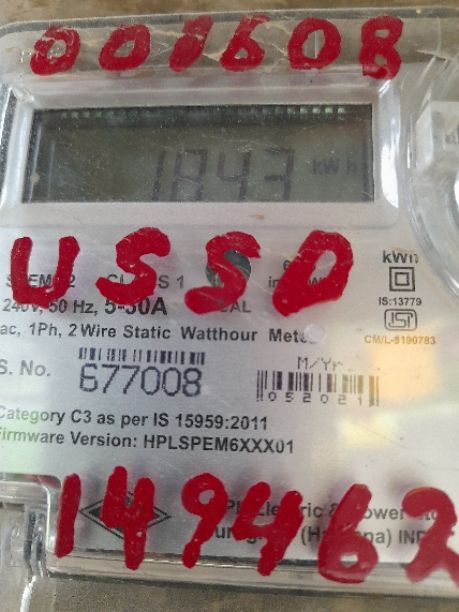 001608
1843 kWh
USSD
kWh
240V, 50 Hz, 5-30A
IS:13779
ac, 1Ph, 2 Wire Static Watthour
CM/L-8190783
S. No. 677008
M/Yr.
052021
Category C3 as per IS 15959:2011
Firmware Version: HPLSPEM6XXX01
149462